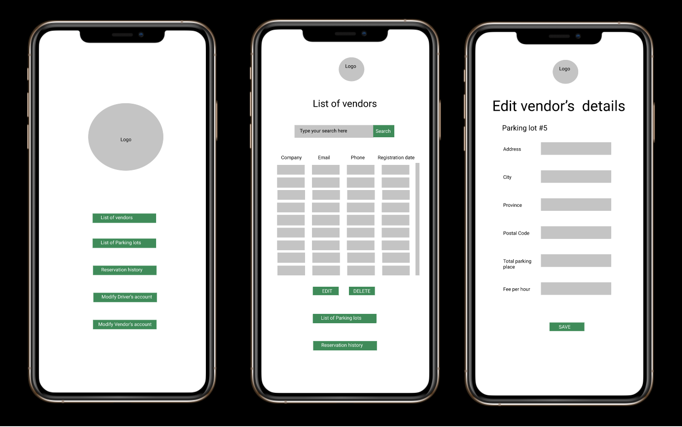 Logo
List of vendors
List of Parking lots
Reservation history
Modify Driver's account
Modify Vendor's account
Logo
List of vendors
Type your search here
Search
Company Email Phone Registration date
EDIT
DELETE
List of Parking lots
Reservation history
Logo
Edit vendor's details
Parking lot #5
Address
City
Province
Postal Code
Total parking
place
Fee per hour
SAVE